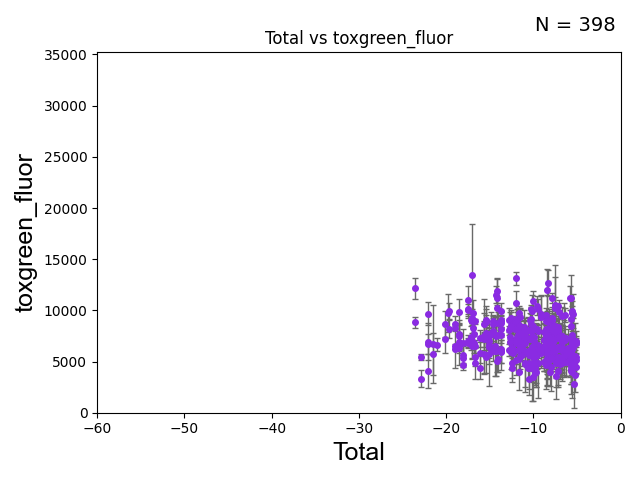 N = 398
Total vs toxgreen_fluor
toxgreen_fluor
35000
30000
25000
20000
15000
10000
5000
0
−60 −50 −40 −30 −20 −10 0
Total